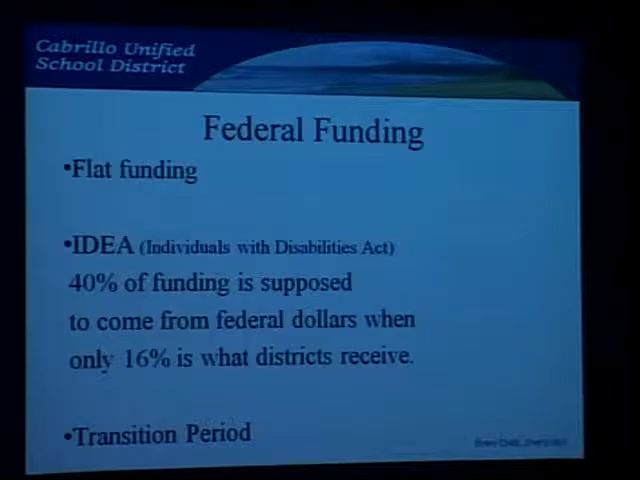 Cabrillo Unified
School District
Federal Funding
•Flat funding
•IDEA (Individuals with Disabilities Act)
40% of funding is supposed
to come from federal dollars when
only 16% is what districts receive.
•Transition Period